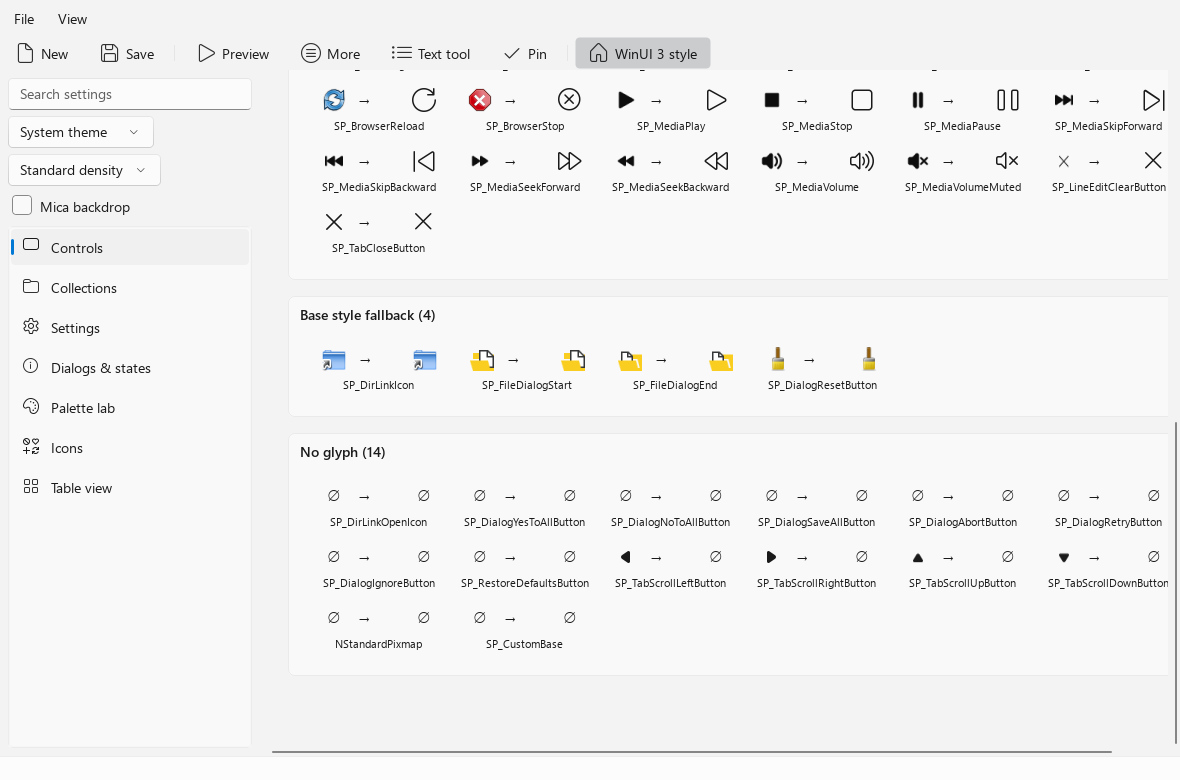 File View
New Save Preview More Text tool Pin WinUI 3 style
Search settings
System theme
Standard density
Mica backdrop
Controls
Collections
Settings
Dialogs & states
Palette lab
Icons
Table view
→ → → → → →
SP_BrowserReload SP_BrowserStop SP_MediaPlay SP_MediaStop SP_MediaPause SP_MediaSkipForward
→ → → → → →
SP_MediaSkipBackward SP_MediaSeekForward SP_MediaSeekBackward SP_MediaVolume SP_MediaVolumeMuted SP_LineEditClearButton
→
SP_TabCloseButton
Base style fallback (4)
→ → → →
SP_DirLinkIcon SP_FileDialogStart SP_FileDialogEnd SP_DialogResetButton
No glyph (14)
∅ → ∅ ∅ → ∅ ∅ → ∅ ∅ → ∅ ∅ → ∅ ∅ → ∅
SP_DirLinkOpenIcon SP_DialogYesToAllButton SP_DialogNoToAllButton SP_DialogSaveAllButton SP_DialogAbortButton SP_DialogRetryButton
∅ → ∅ ∅ → ∅ → ∅ → ∅ → ∅ → ∅
SP_DialogIgnoreButton SP_RestoreDefaultsButton SP_TabScrollLeftButton SP_TabScrollRightButton SP_TabScrollUpButton SP_TabScrollDownButton
∅ → ∅ ∅ → ∅
NStandardPixmap SP_CustomBase